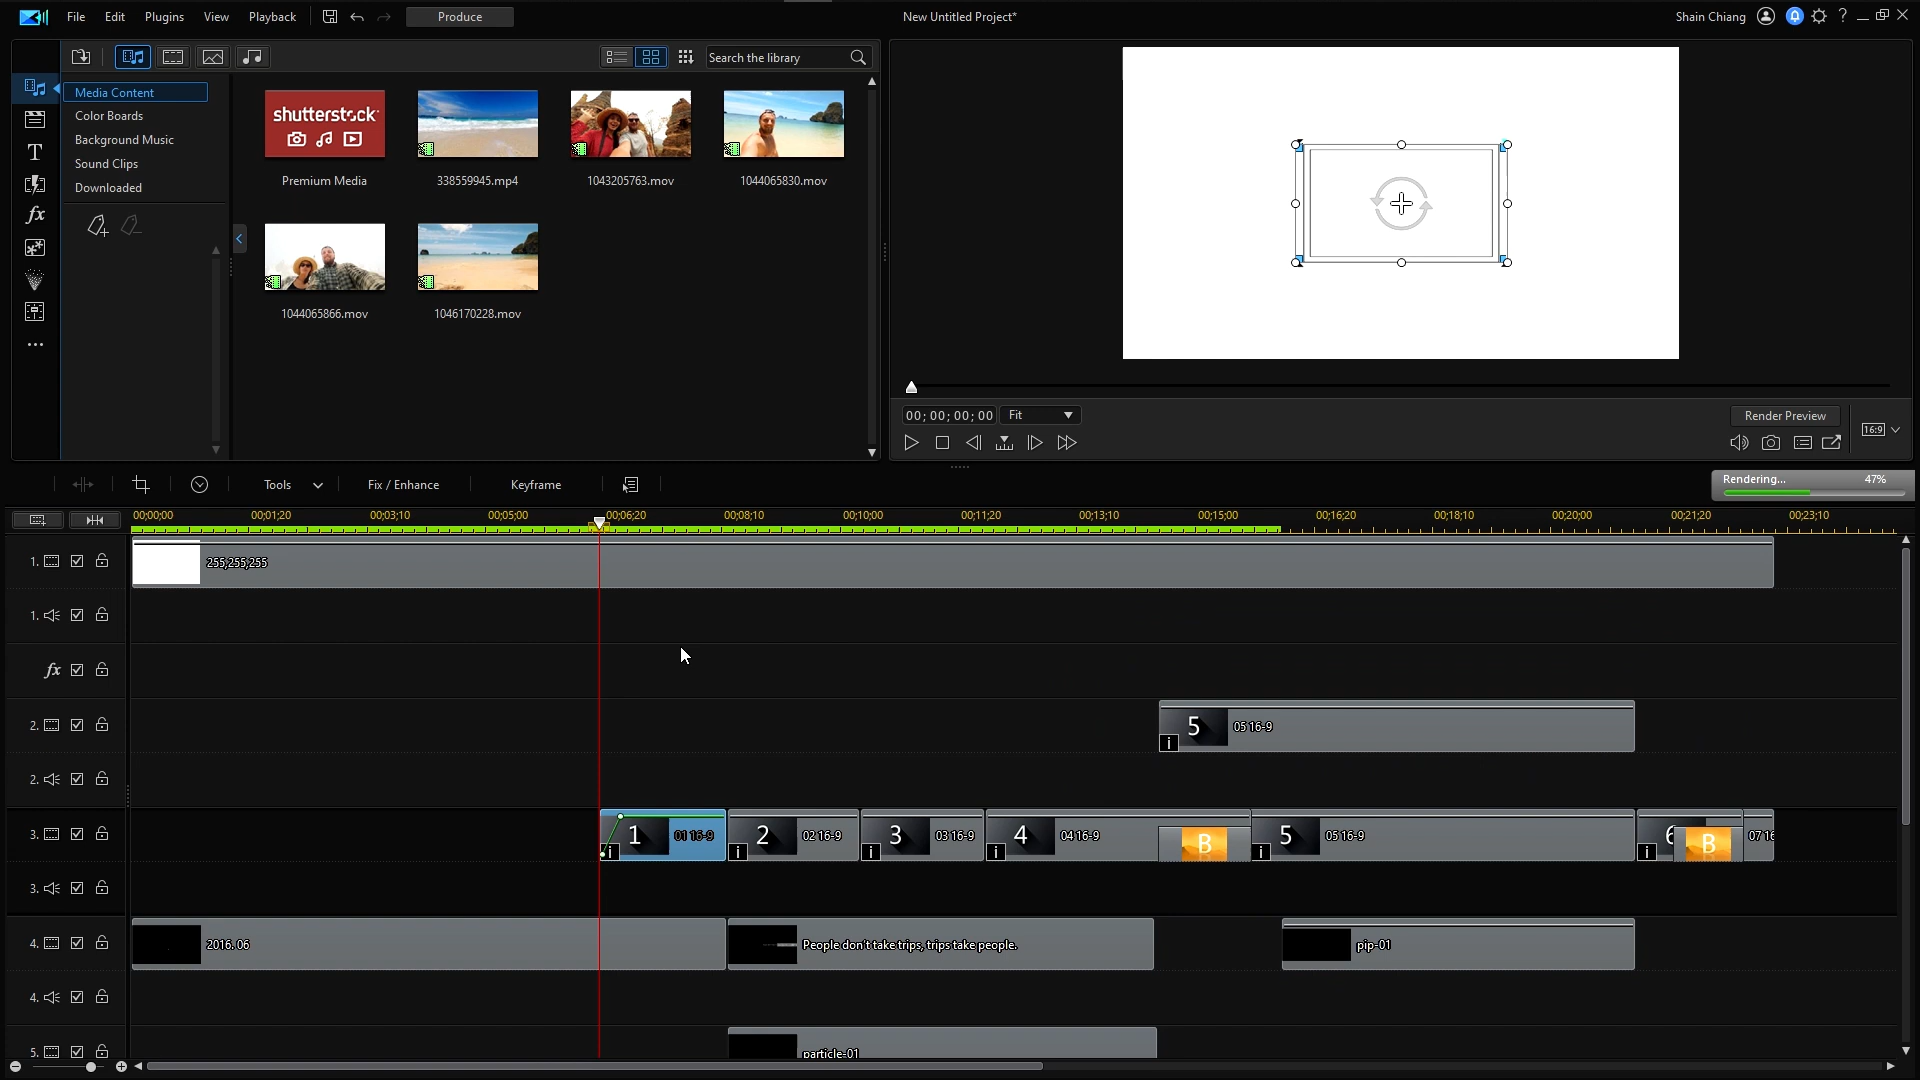 File Edit Plugins View Playback Produce New Untitled Project* Shain Chiang ?
Search the library
Media Content
Color Boards
Background Music
Sound Clips
Downloaded
T
fx
shutterstock
Premium Media 338559945.mp4 1043205763.mov 1044065830.mov
1044065866.mov 1046170228.mov
00;00;00;00 Fit Render Preview
16:9
Tools Fix / Enhance Keyframe Rendering... 47%
00;00;00 00;01;20 00;03;10 00;05;00 00;06;20 00;08;10 00;10;00 00;11;20 00;13;10 00;15;00 00;16;20 00;18;10 00;20;00 00;21;20 00;23;10
1. 255,255,255
1.
fx
2. 5 05 16-9
i
2.
3. 1 01 16-9 2 02 16-9 3 03 16-9 4 04 16-9 B 5 05 16-9 6 B 07 16
i i i i i i
3.
4. 2016. 06 People don't take trips, trips take people. pip-01
4.
5. particle-01